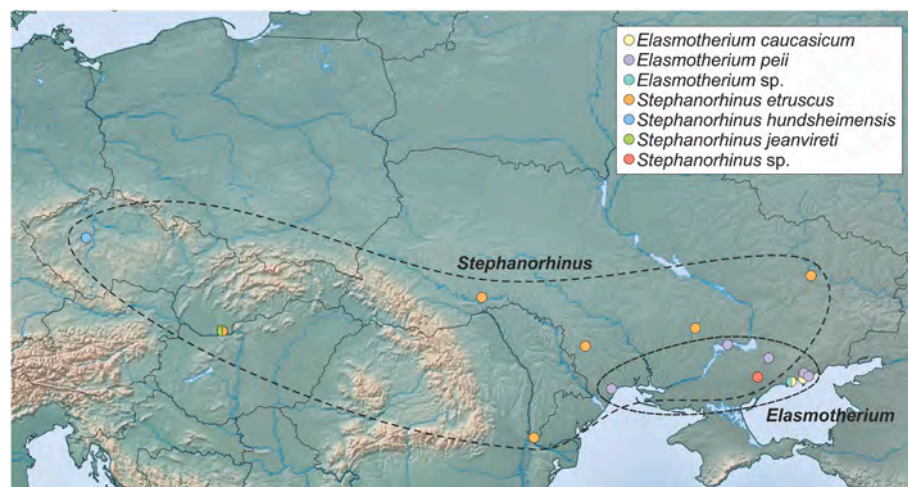 Elasmotherium caucasicum
Elasmotherium peii
Elasmotherium sp.
Stephanorhinus etruscus
Stephanorhinus hundsheimensis
Stephanorhinus jeanvireti
Stephanorhinus sp.
Stephanorhinus
Elasmotherium